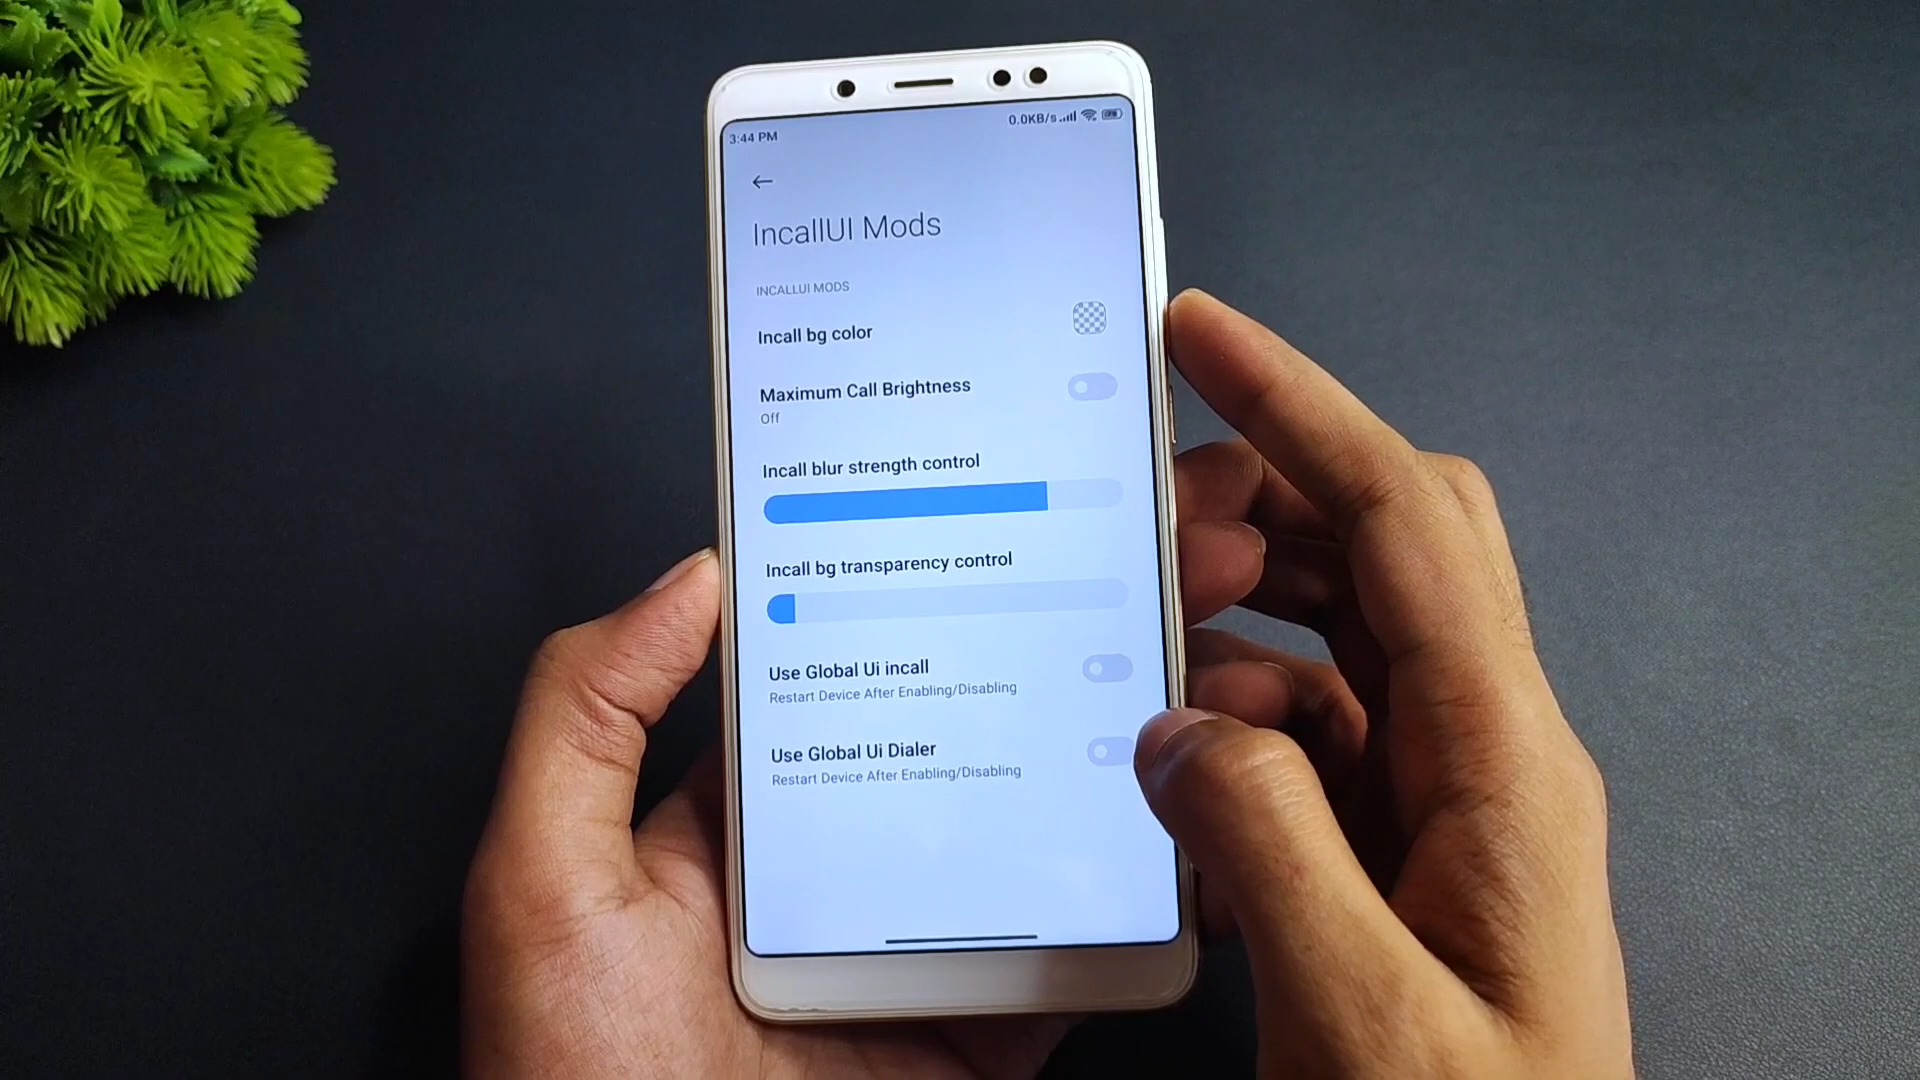 3:44 PM
0.0KB/s
IncallUI Mods
INCALLUI MODS
Incall bg color
Maximum Call Brightness
Off
Incall blur strength control
Incall bg transparency control
Use Global Ui incall
Restart Device After Enabling/Disabling
Use Global Ui Dialer
Restart Device After Enabling/Disabling